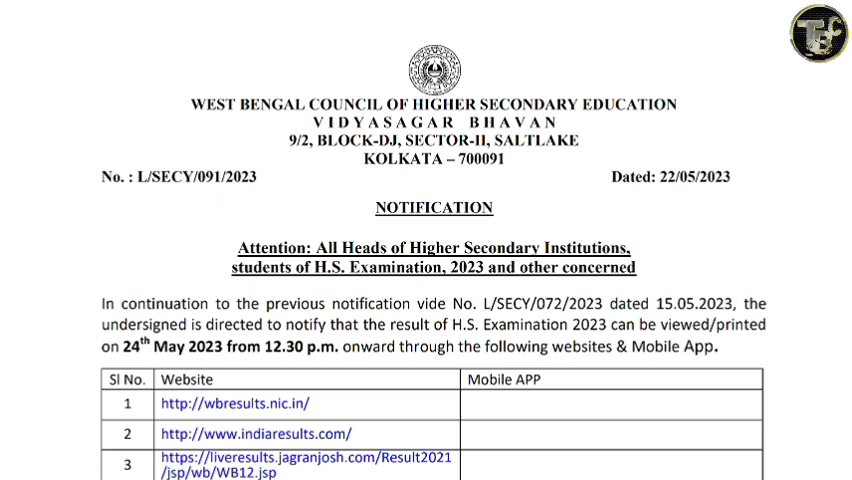 WEST BENGAL COUNCIL OF HIGHER SECONDARY EDUCATION
VIDYASAGAR BHAVAN
9/2, BLOCK-DJ, SECTOR-II, SALTLAKE
KOLKATA – 700091
No. : L/SECY/091/2023 Dated: 22/05/2023
NOTIFICATION
Attention: All Heads of Higher Secondary Institutions,
students of H.S. Examination, 2023 and other concerned
In continuation to the previous notification vide No. L/SECY/072/2023 dated 15.05.2023, the
undersigned is directed to notify that the result of H.S. Examination 2023 can be viewed/printed
on 24th May 2023 from 12.30 p.m. onward through the following websites & Mobile App.
Sl No. Website Mobile APP
1 http://wbresults.nic.in/
2 http://www.indiaresults.com/
3 https://liveresults.jagranjosh.com/Result2021
/jsp/wb/WB12.jsp